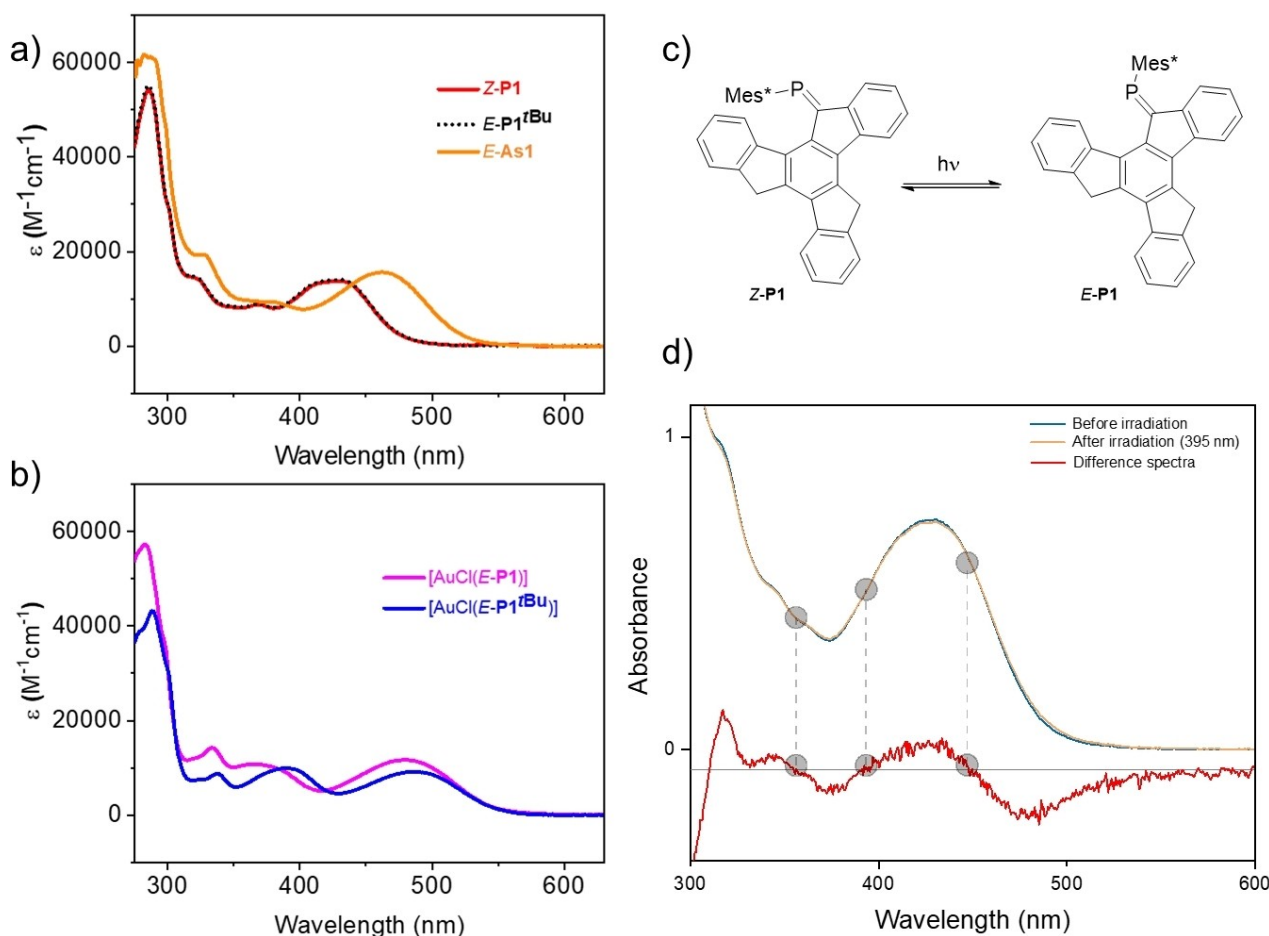 a)
60000
40000
20000
0
ε (M⁻¹cm⁻¹)
Z-P1
E-P1tBu
E-As1
300
400
500
600
Wavelength (nm)
b)
60000
40000
20000
0
ε (M⁻¹cm⁻¹)
[AuCl(E-P1)]
[AuCl(E-P1tBu)]
300
400
500
600
Wavelength (nm)
c)
Mes*
P
hν
Mes*
P
Z-P1
E-P1
d)
1
0
Absorbance
Before irradiation
After irradiation (395 nm)
Difference spectra
300
400
500
600
Wavelength (nm)